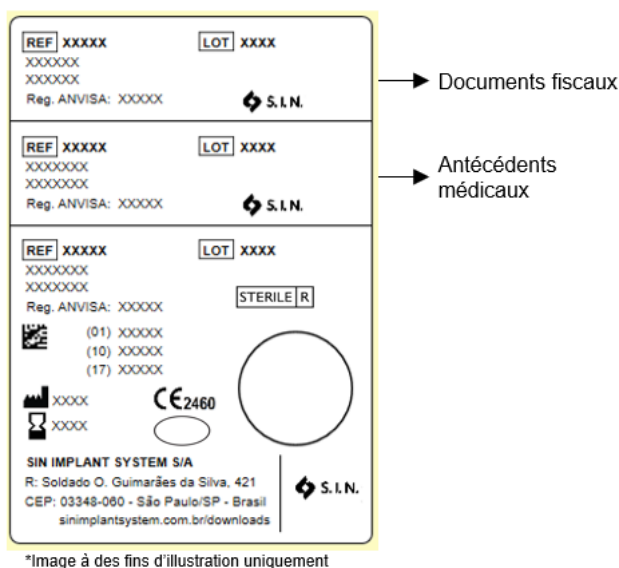 REF XXXXX LOT XXXX
XXXXXX
XXXXXX
Reg. ANVISA: XXXXX S.I.N.
Documents fiscaux
REF XXXXX LOT XXXX
XXXXXXX
XXXXXXX
Reg. ANVISA: XXXXX S.I.N.
Antécédents
médicaux
REF XXXXX LOT XXXX
XXXXXXX
XXXXXXX
Reg. ANVISA: XXXXX
STERILE R
(01) XXXXX
(10) XXXXX
(17) XXXXX
XXXX
CE 2460
XXXX
SIN IMPLANT SYSTEM S/A
R: Soldado O. Guimarães da Silva, 421
CEP: 03348-060 - São Paulo/SP - Brasil
sinimplantsystem.com.br/downloads
S.I.N.
*Image à des fins d'illustration uniquement